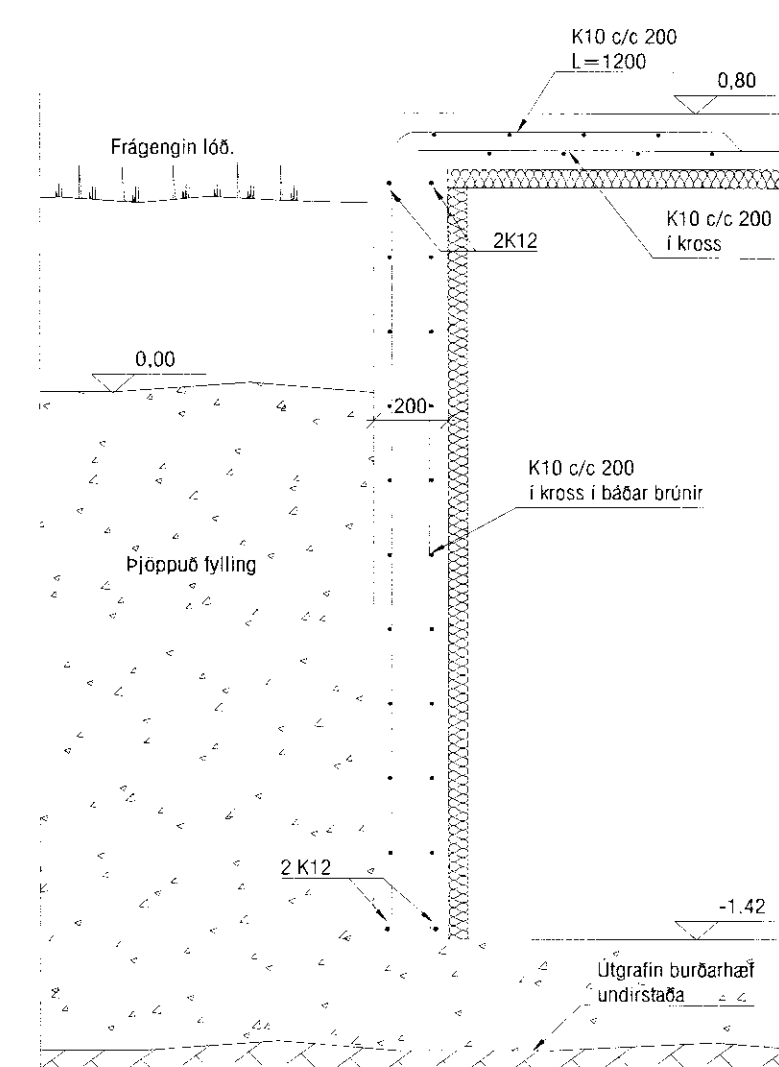 K10 c/c 200
L=1200
0,80
Frágengin lóð.
K10 c/c 200
í kross
2K12
0,00
200
K10 c/c 200
í kross í báðar brúnir
Þjöppuð fylling
2 K12
-1.42
Útgrafin burðarhæf
undirstaða